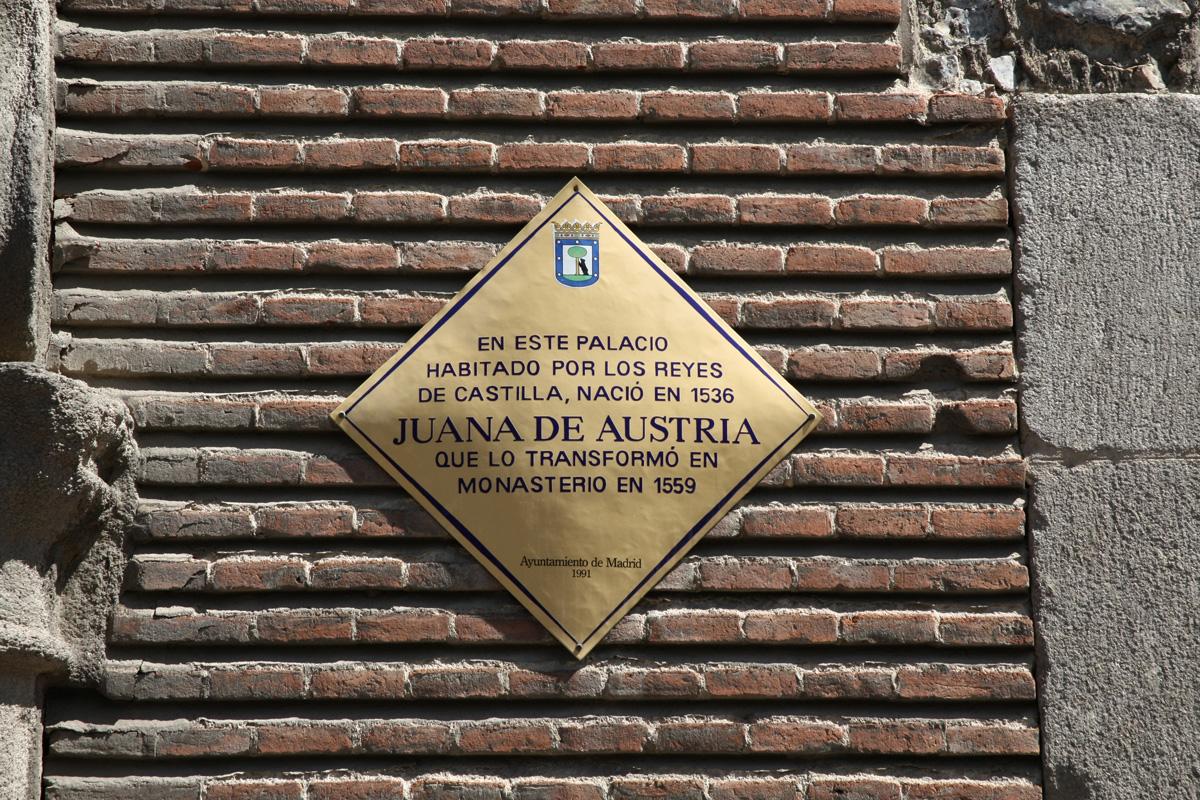 EN ESTE PALACIO
HABITADO POR LOS REYES
DE CASTILLA, NACIÓ EN 1536
JUANA DE AUSTRIA
QUE LO TRANSFORMÓ EN
MONASTERIO EN 1559
Ayuntamiento de Madrid
1991